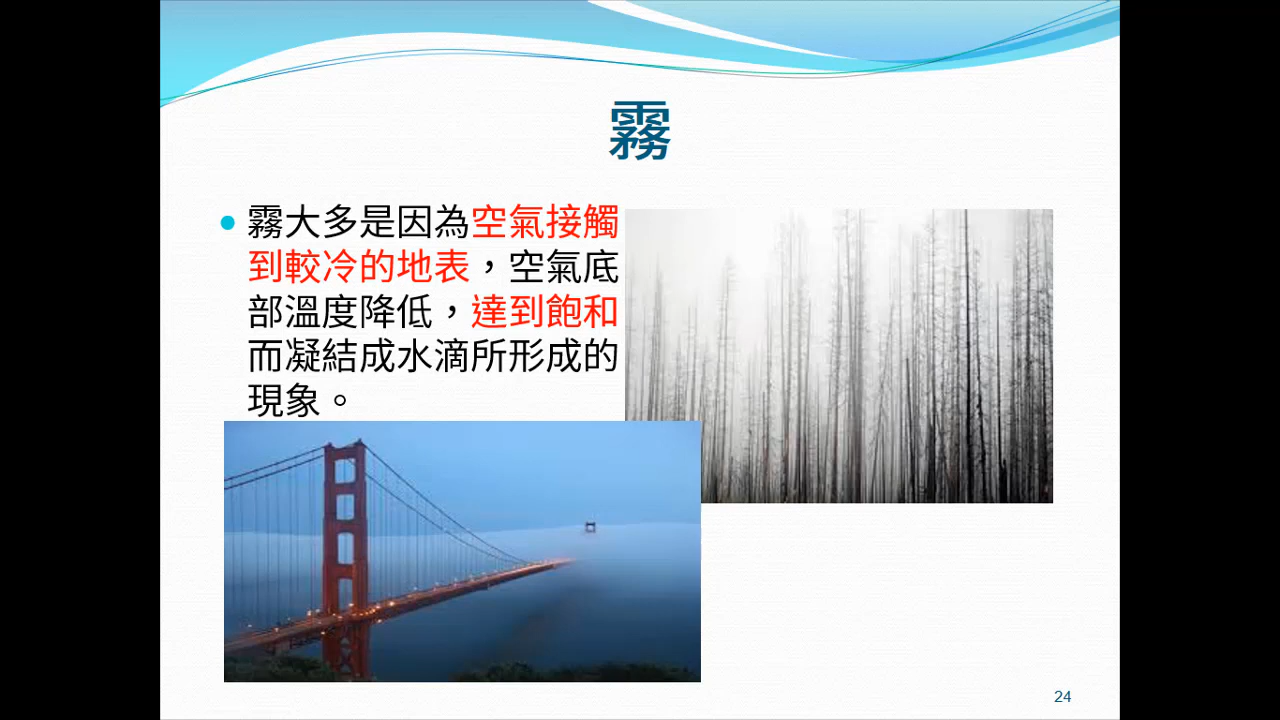 霧
霧大多是因為空氣接觸
到較冷的地表，空氣底
部溫度降低，達到飽和
而凝結成水滴所形成的
現象。
24